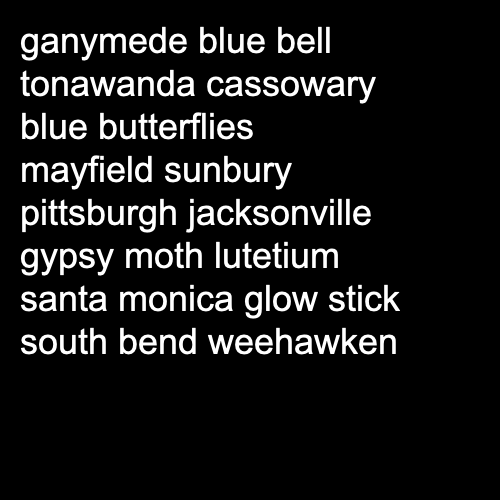 ganymede blue bell
tonawanda cassowary
blue butterflies
mayfield sunbury
pittsburgh jacksonville
gypsy moth lutetium
santa monica glow stick
south bend weehawken